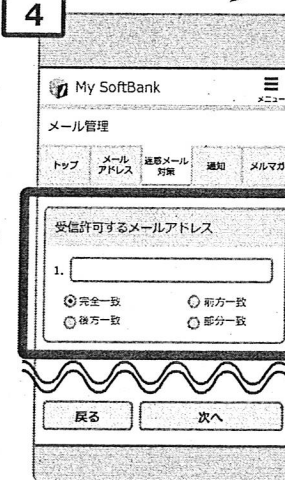 4
My SoftBank
メニュー
メール管理
トップ
メール
アドレス
迷惑メール
対策
通知
メルマガ
受信許可するメールアドレス
1.
完全一致
前方一致
後方一致
部分一致
戻る
次へ